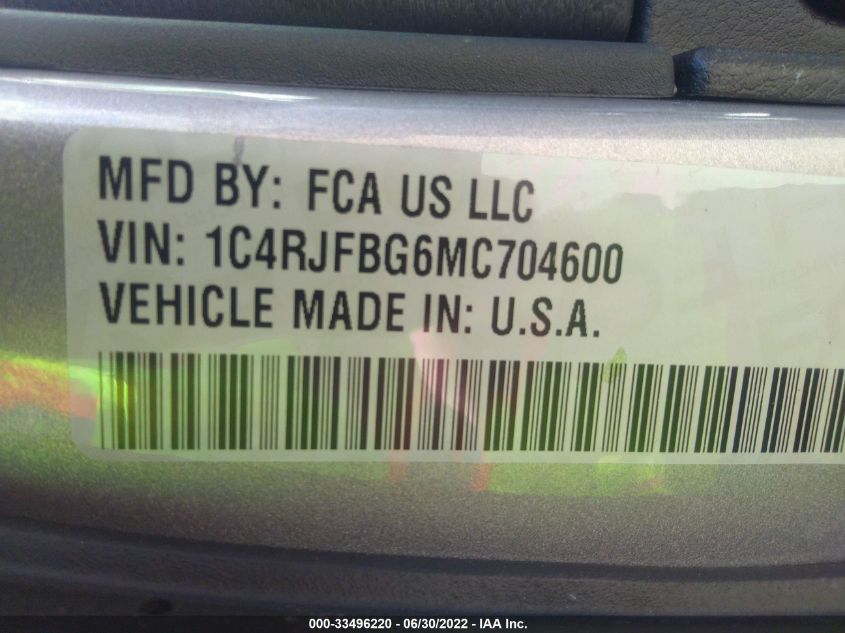 MFD BY: FCA US LLC
VIN: 1C4RJFBG6MC704600
VEHICLE MADE IN: U.S.A.
000-33496220 - 06/30/2022 - IAA Inc.